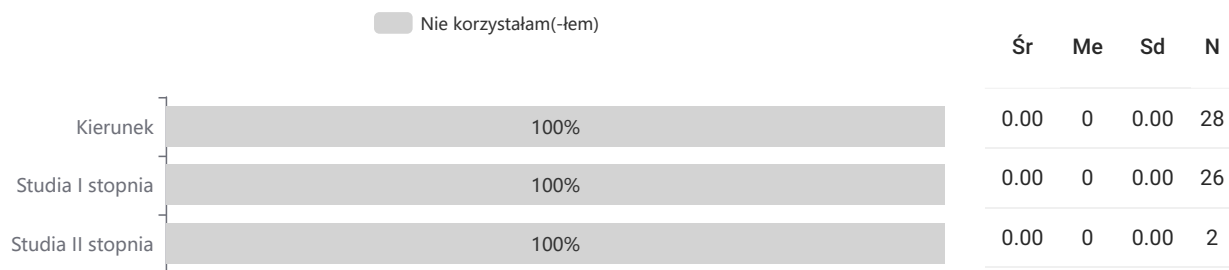 Nie korzystałam(-łem)
Śr Me Sd N
Kierunek 100% 0.00 0 0.00 28
Studia I stopnia 100% 0.00 0 0.00 26
Studia II stopnia 100% 0.00 0 0.00 2